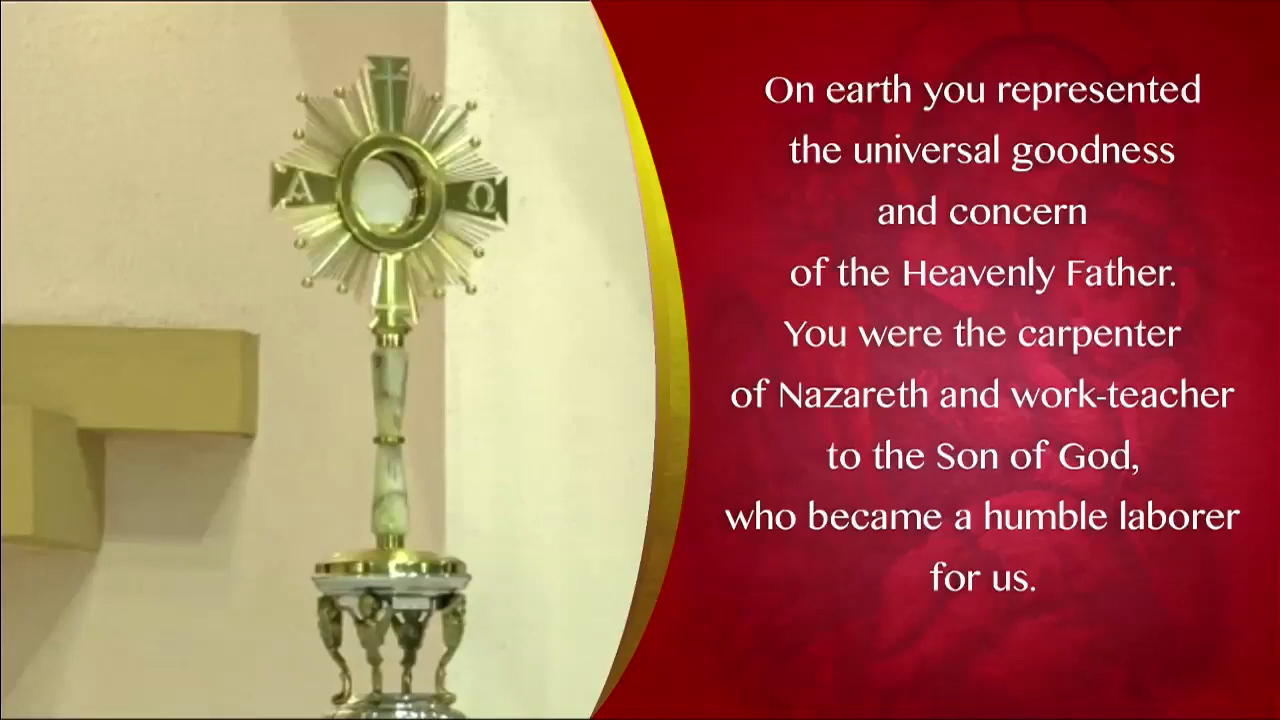 Α
Ω
On earth you represented
the universal goodness
and concern
of the Heavenly Father.
You were the carpenter
of Nazareth and work-teacher
to the Son of God,
who became a humble laborer
for us.